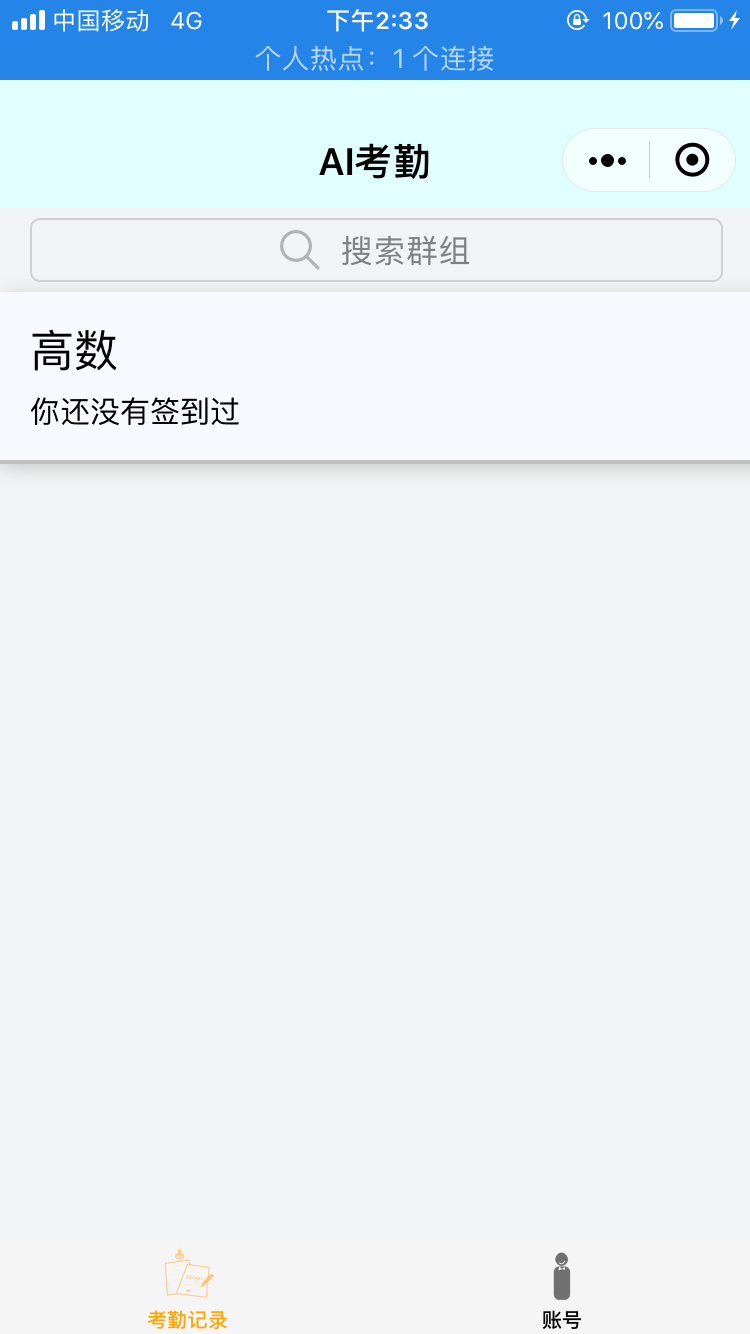 中国移动 4G 下午2:33 100%
个人热点：1 个连接
AI考勤
搜索群组
高数
你还没有签到过
考勤记录 账号